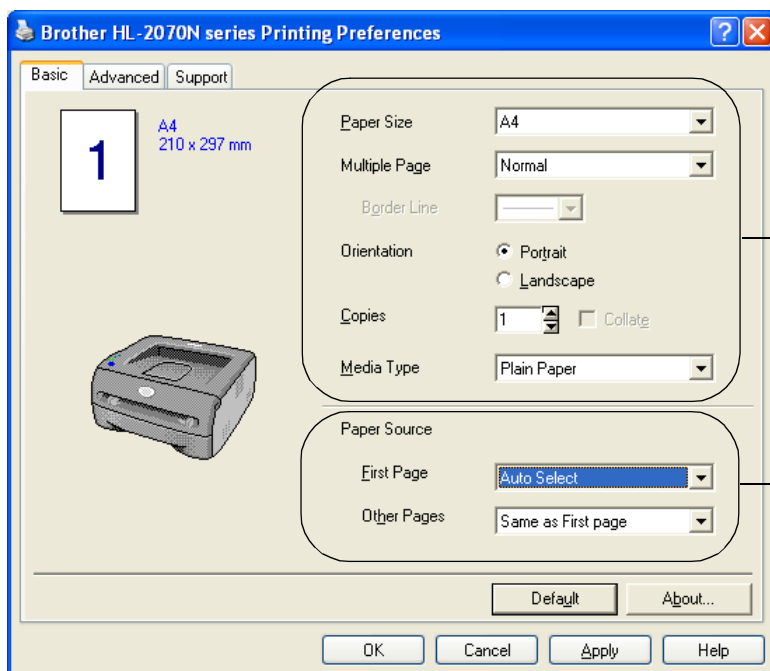 Brother HL-2070N series Printing Preferences
Basic Advanced Support
1
A4
210 x 297 mm
Paper Size A4
Multiple Page Normal
Border Line
Orientation Portrait
Landscape
Copies 1 Collate
Media Type Plain Paper
Paper Source
First Page Auto Select
Other Pages Same as First page
Default About...
OK Cancel Apply Help